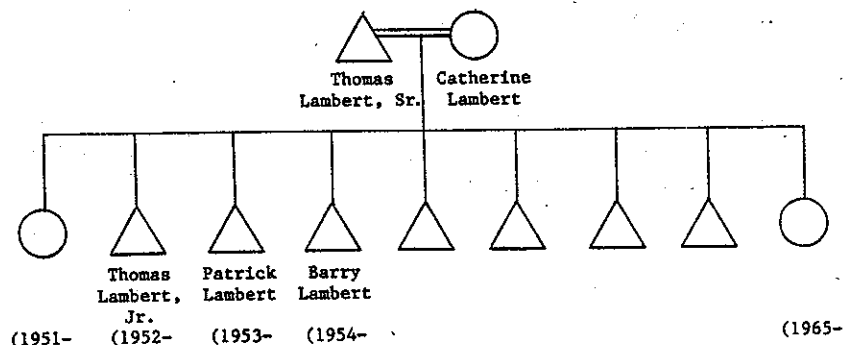 Thomas Catherine
Lambert, Sr. Lambert
Thomas Patrick Barry
Lambert, Lambert Lambert
Jr.
(1951- (1952- (1953- (1954- (1965-